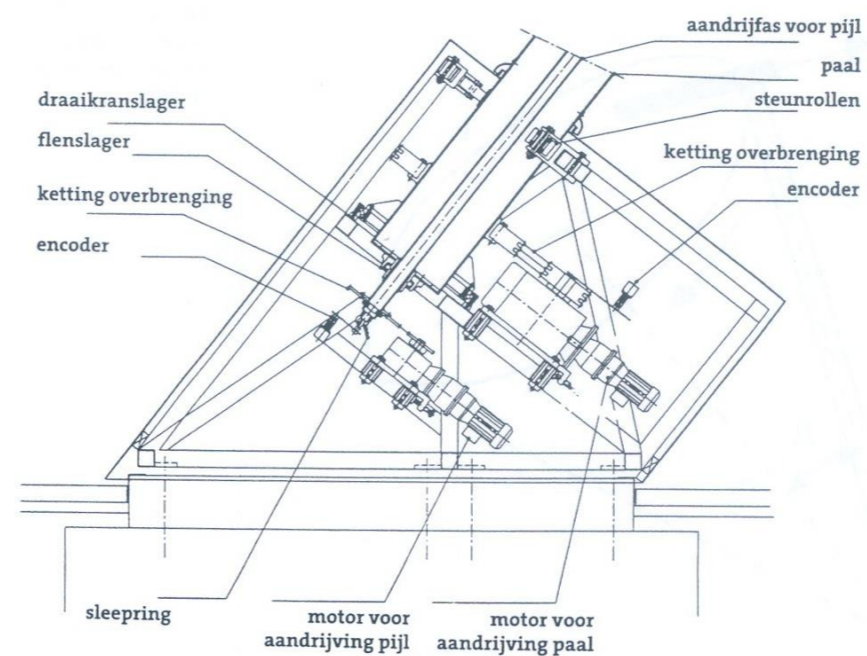 aandrijfas voor pijl
paal
steunrollen
ketting overbrenging
encoder
draaikranslager
flenslager
ketting overbrenging
encoder
sleepring
motor voor
aandrijving pijl
motor voor
aandrijving paal